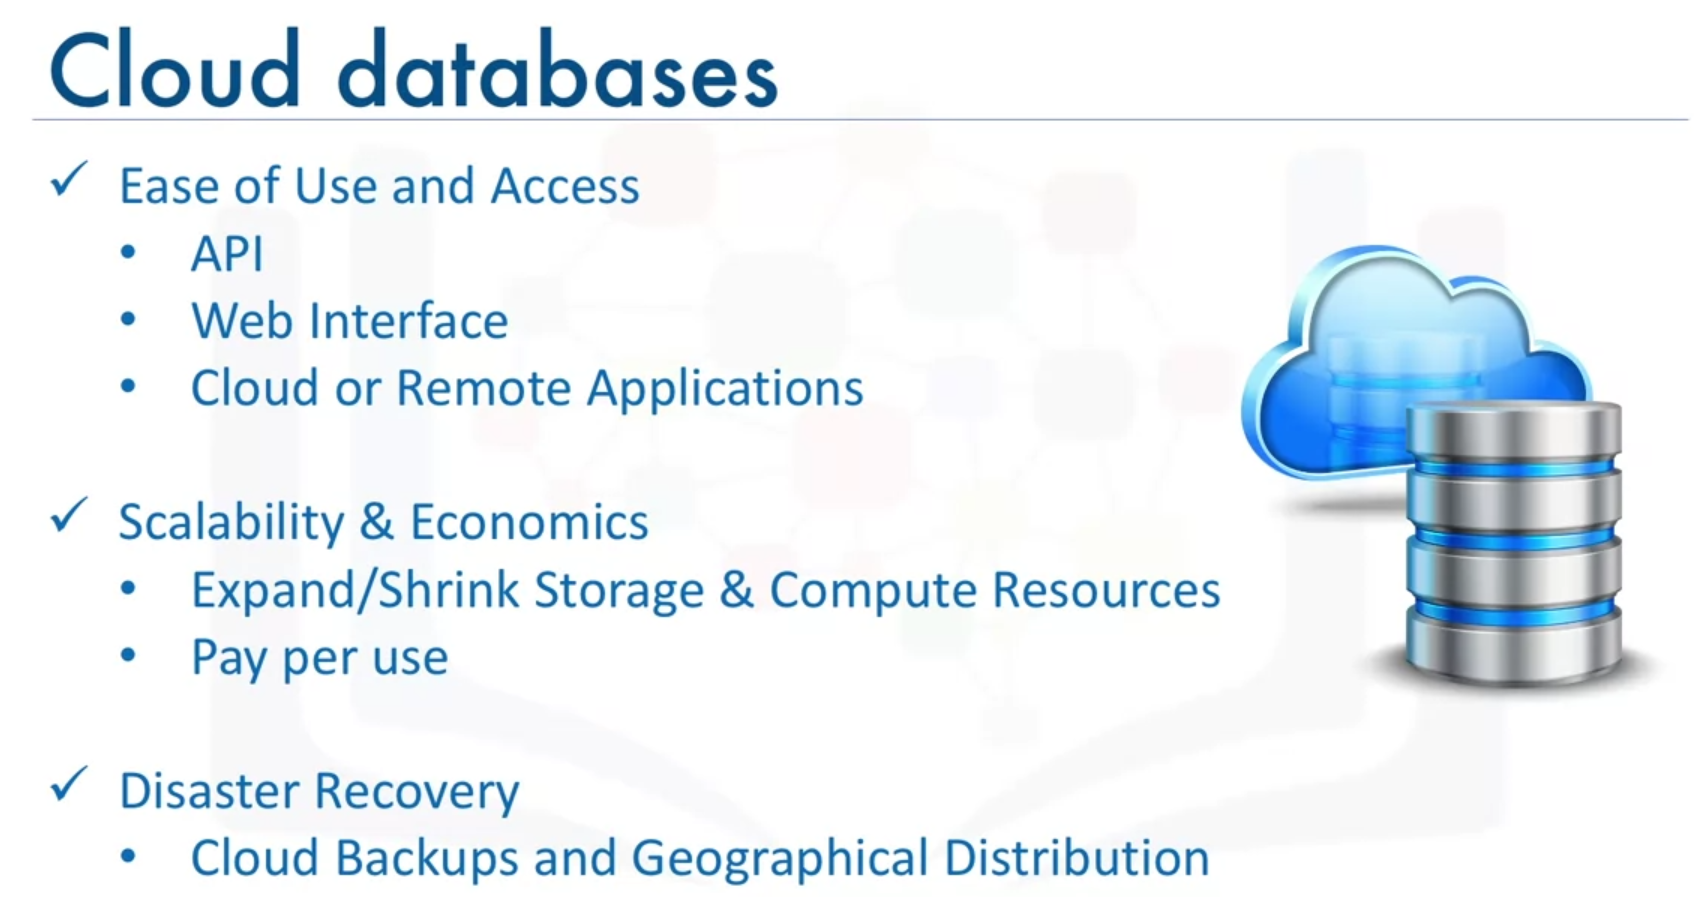 Cloud databases
✓ Ease of Use and Access
• API
• Web Interface
• Cloud or Remote Applications
✓ Scalability & Economics
• Expand/Shrink Storage & Compute Resources
• Pay per use
✓ Disaster Recovery
• Cloud Backups and Geographical Distribution